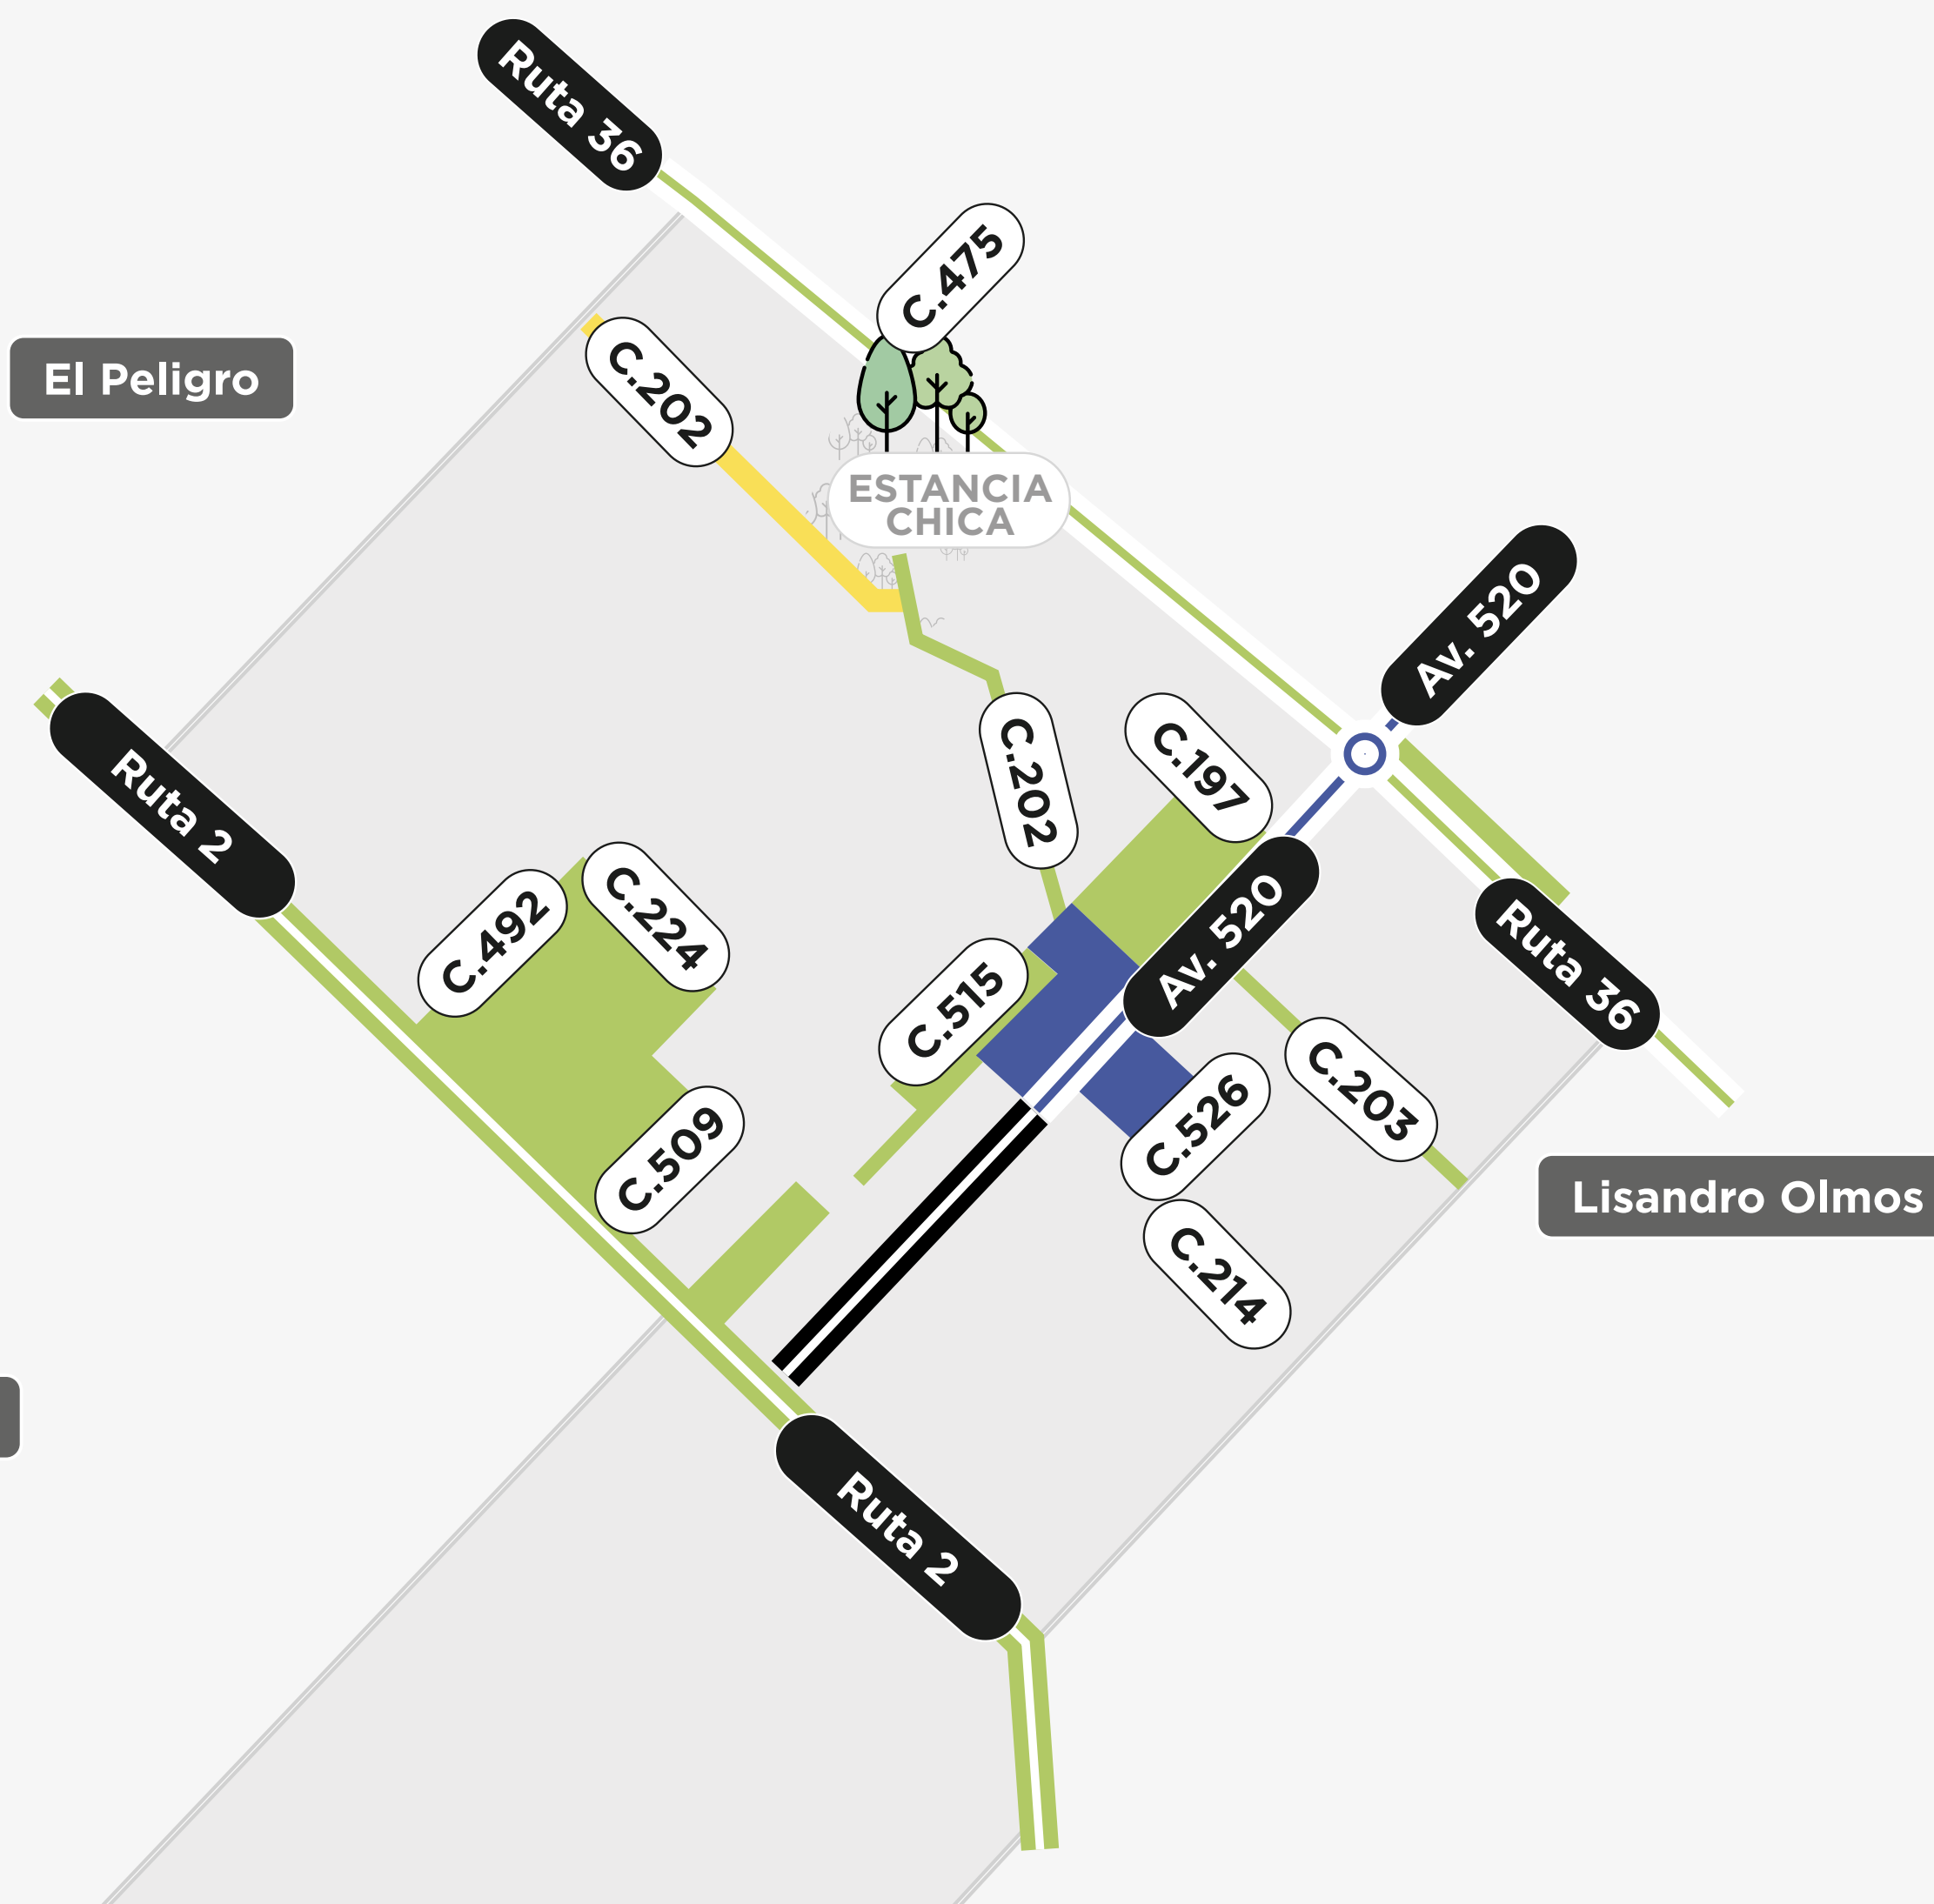 Ruta 36
C.475
C.202
El Peligro
ESTANCIA
CHICA
Av. 520
Ruta 2
C.202
C.197
C.492
C.224
Av. 520
Ruta 36
C.515
C.203
C.509
C.526
Lisandro Olmos
C.214
Ruta 2